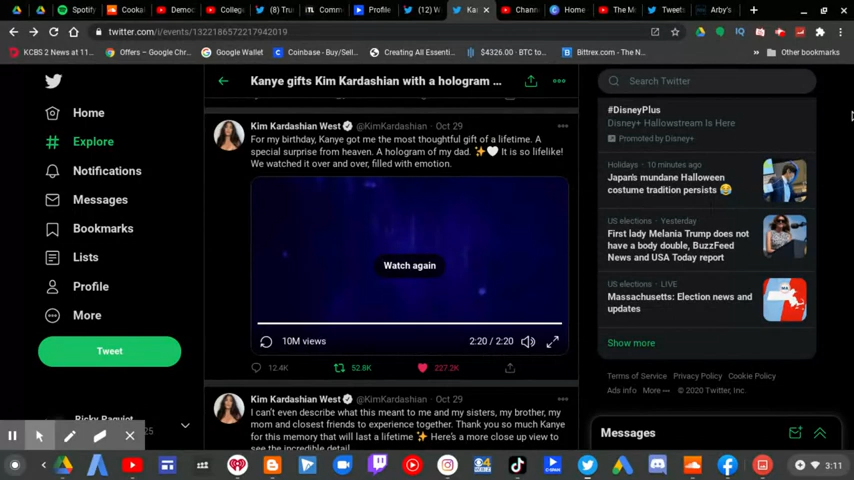 Spotify
Cooka
Democ
Colleg
(8) Tru
Comm
Profile
(12) W
Ka
Chann
Home
The M
Tweets
Arby's
twitter.com/i/events/1322186572217942019
KCBS 2 News at 11:...
Offers – Google Chr...
Google Wallet
Coinbase - Buy/Sell...
Creating All Essenti...
$4326.00 - BTC to...
Bittrex.com - The N...
Other bookmarks
Home
Explore
Notifications
Messages
Bookmarks
Lists
Profile
More
Tweet
Ricky Paquiot
25
Kanye gifts Kim Kardashian with a hologram ...
Kim Kardashian West @KimKardashian · Oct 29
For my birthday, Kanye got me the most thoughtful gift of a lifetime. A
special surprise from heaven. A hologram of my dad. ✨🤍 It is so lifelike!
We watched it over and over, filled with emotion.
Watch again
10M views
2:20 / 2:20
12.4K
52.8K
227.2K
Kim Kardashian West @KimKardashian · Oct 29
I can't even describe what this meant to me and my sisters, my brother, my
mom and closest friends to experience together. Thank you so much Kanye
for this memory that will last a lifetime ✨ Here's a more close up view to
see the incredible detail.
Search Twitter
#DisneyPlus
Disney+ Hallowstream Is Here
Promoted by Disney+
Holidays · 10 minutes ago
Japan's mundane Halloween
costume tradition persists 😂
US elections · Yesterday
First lady Melania Trump does not
have a body double, BuzzFeed
News and USA Today report
US elections · LIVE
Massachusetts: Election news and
updates
Show more
Terms of Service Privacy Policy Cookie Policy
Ads info More ··· © 2020 Twitter, Inc.
Messages
3:11